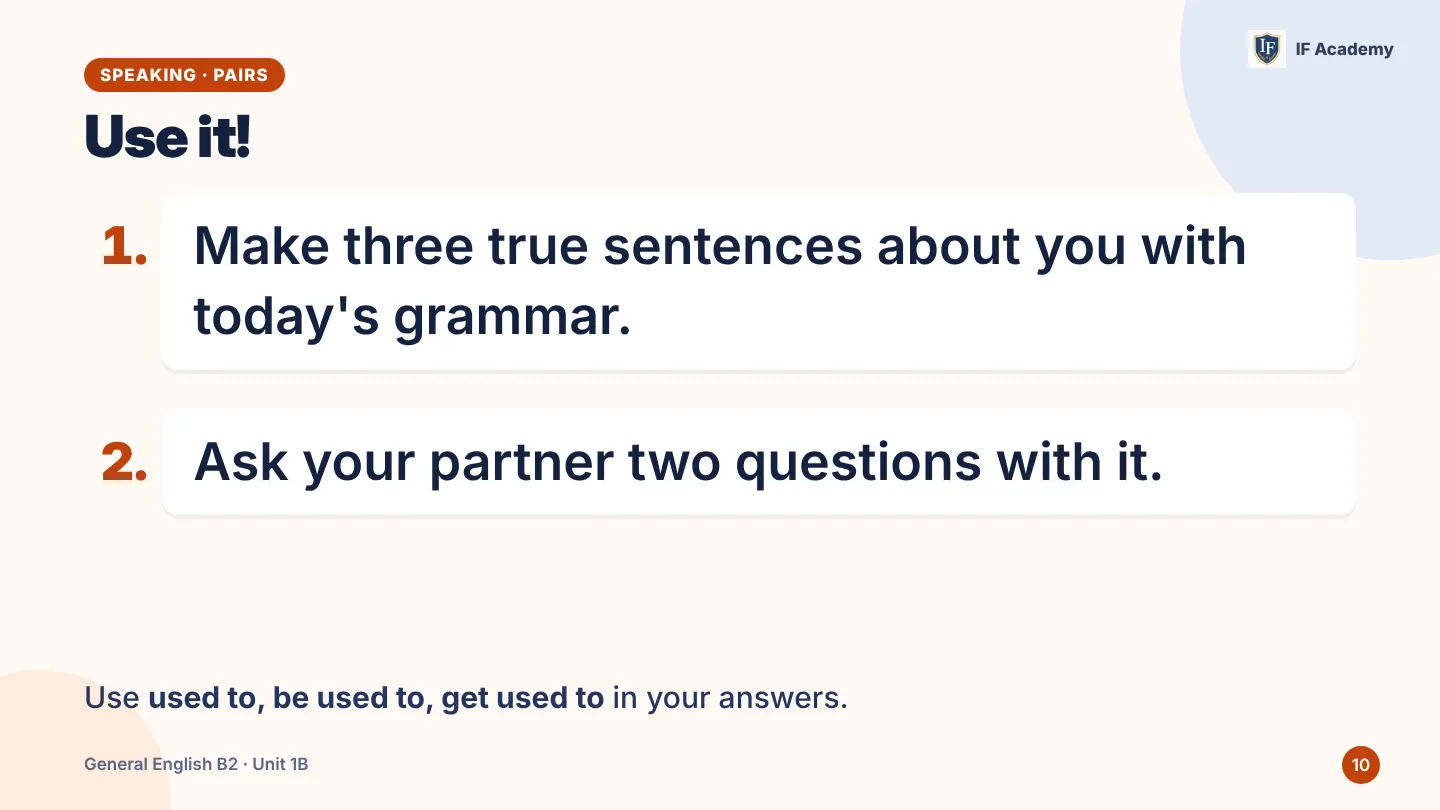 IF
IF Academy
SPEAKING · PAIRS
Use it!
1. Make three true sentences about you with
today's grammar.
2. Ask your partner two questions with it.
Use used to, be used to, get used to in your answers.
General English B2 · Unit 1B
10